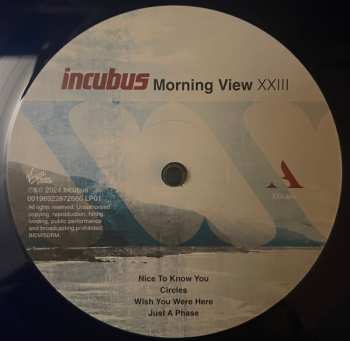 incubus Morning View XXIII
℗© 2024 Incubus
00198922872666 LP01
All rights reserved. Unauthorised
copying, reproduction, hiring,
lending, public performance
and broadcasting prohibited.
Nice To Know You
Circles
Wish You Were Here
Just A Phase